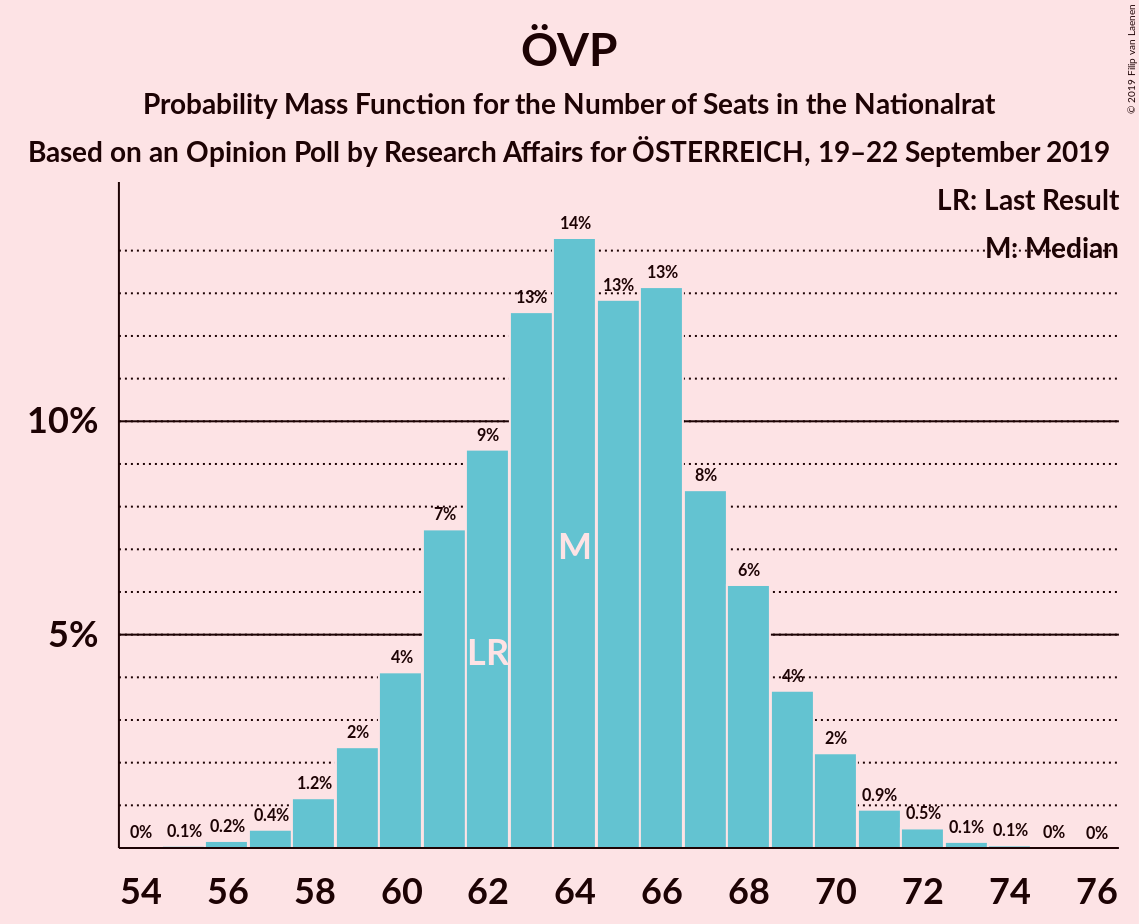 ÖVP
Probability Mass Function for the Number of Seats in the Nationalrat
Based on an Opinion Poll by Research Affairs for ÖSTERREICH, 19–22 September 2019
© 2019 Filip van Laenen
LR: Last Result
M: Median
10%
5%
0%
0.1%
0.2%
0.4%
1.2%
2%
4%
7%
9%
13%
14%
13%
13%
8%
6%
4%
2%
0.9%
0.5%
0.1%
0.1%
0%
0%
M
LR
54 56 58 60 62 64 66 68 70 72 74 76